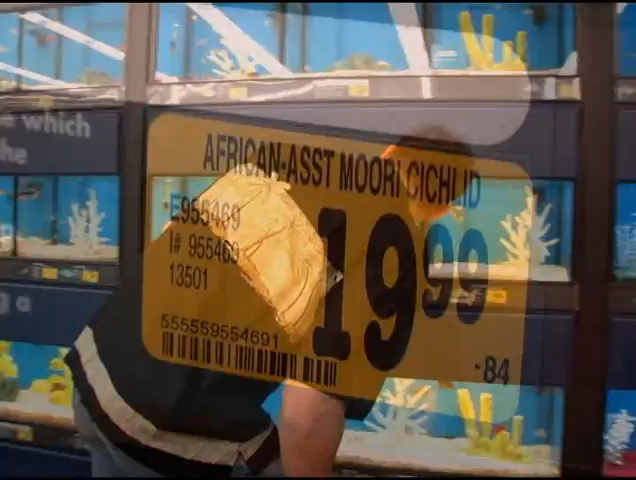 which
he
AFRICAN-ASST MOORI CICHLID
E955469
I# 955469
13501
19 99
555559554691
-84
g a